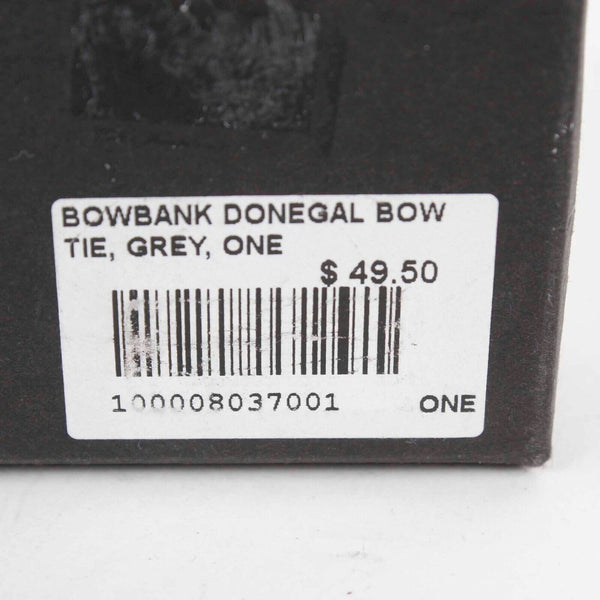 BOWBANK DONEGAL BOW
TIE, GREY, ONE
$ 49.50
100008037001 ONE